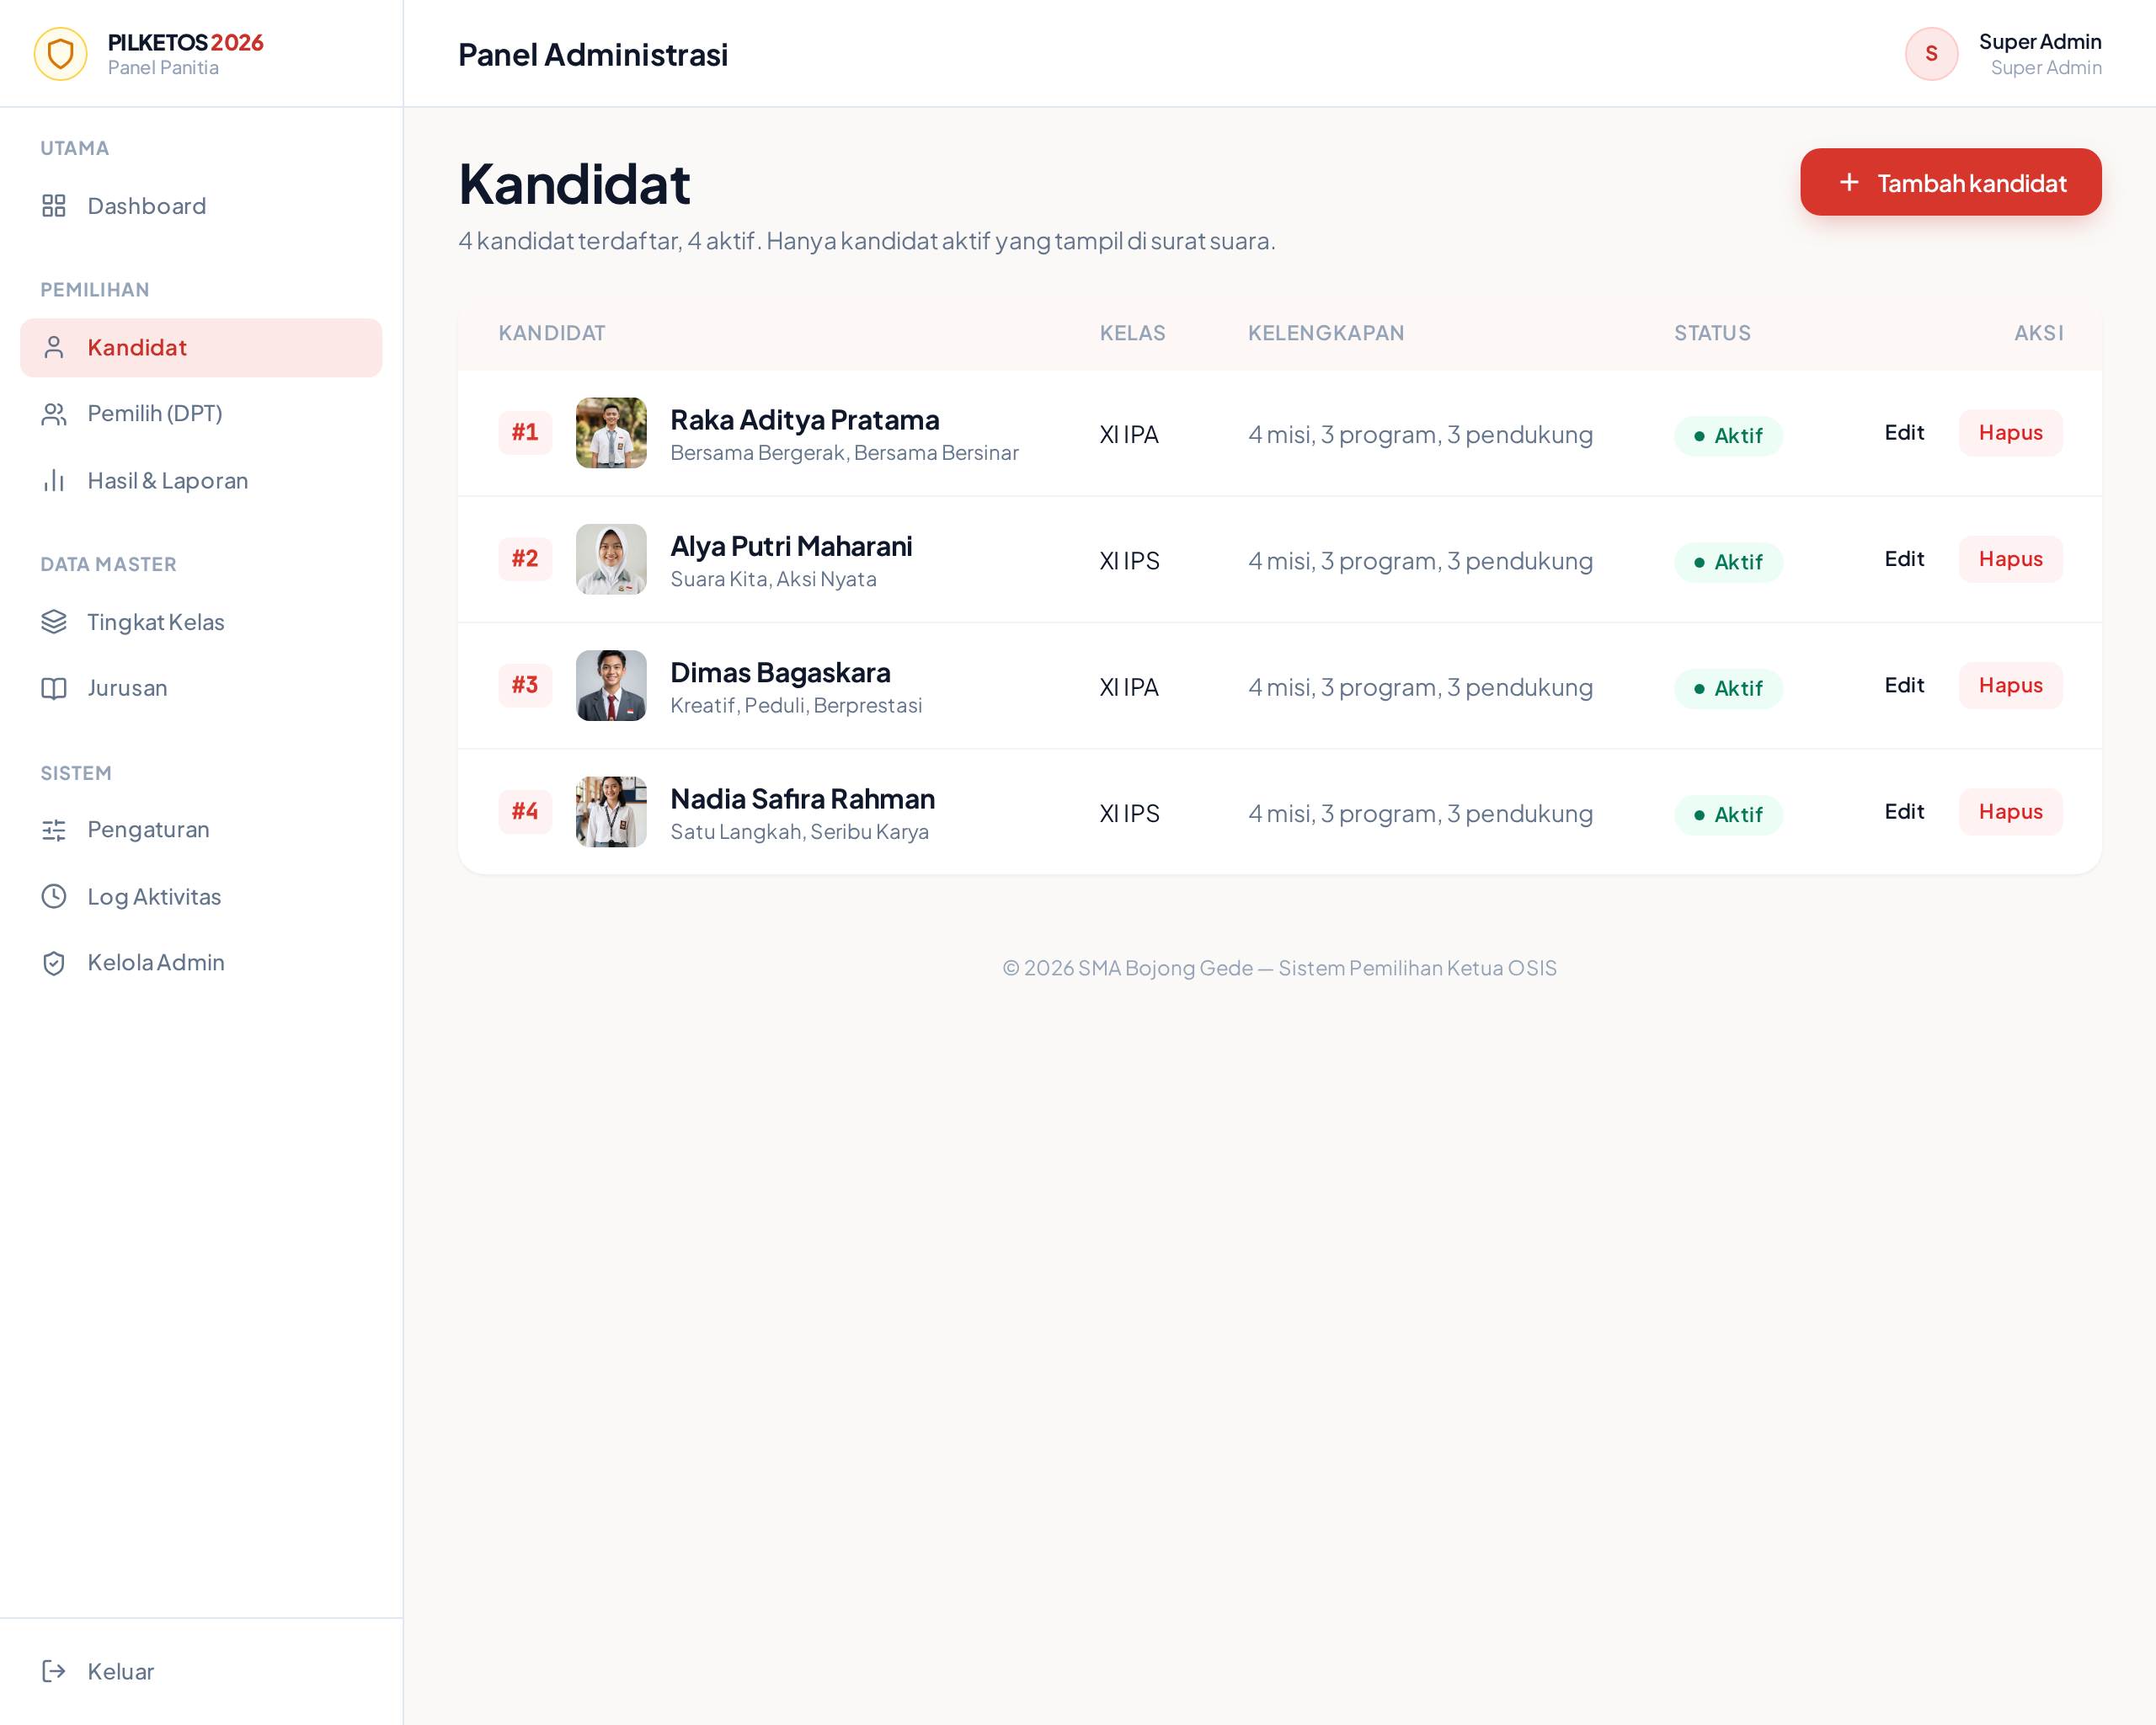 PILKETOS 2026
Panel Panitia
Panel Administrasi
S
Super Admin
Super Admin
UTAMA
Dashboard
PEMILIHAN
Kandidat
Pemilih (DPT)
Hasil & Laporan
DATA MASTER
Tingkat Kelas
Jurusan
SISTEM
Pengaturan
Log Aktivitas
Kelola Admin
Keluar
Kandidat
4 kandidat terdaftar, 4 aktif. Hanya kandidat aktif yang tampil di surat suara.
+ Tambah kandidat
KANDIDAT KELAS KELENGKAPAN STATUS AKSI
#1 Raka Aditya Pratama XI IPA 4 misi, 3 program, 3 pendukung Aktif Edit Hapus
Bersama Bergerak, Bersama Bersinar
#2 Alya Putri Maharani XI IPS 4 misi, 3 program, 3 pendukung Aktif Edit Hapus
Suara Kita, Aksi Nyata
#3 Dimas Bagaskara XI IPA 4 misi, 3 program, 3 pendukung Aktif Edit Hapus
Kreatif, Peduli, Berprestasi
#4 Nadia Safira Rahman XI IPS 4 misi, 3 program, 3 pendukung Aktif Edit Hapus
Satu Langkah, Seribu Karya
© 2026 SMA Bojong Gede — Sistem Pemilihan Ketua OSIS